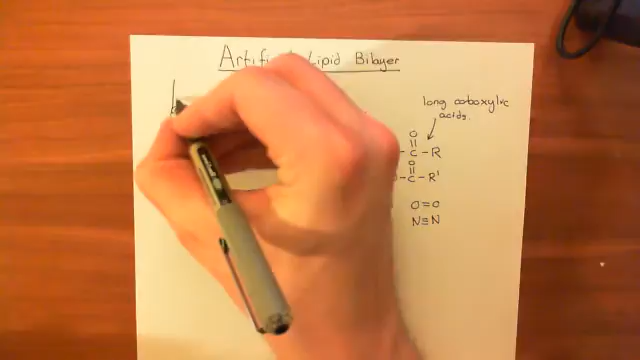 Lipid Bilayer
long carboxylic
acids.
O
– C – R
O
– C – R'
O=O
N≡N